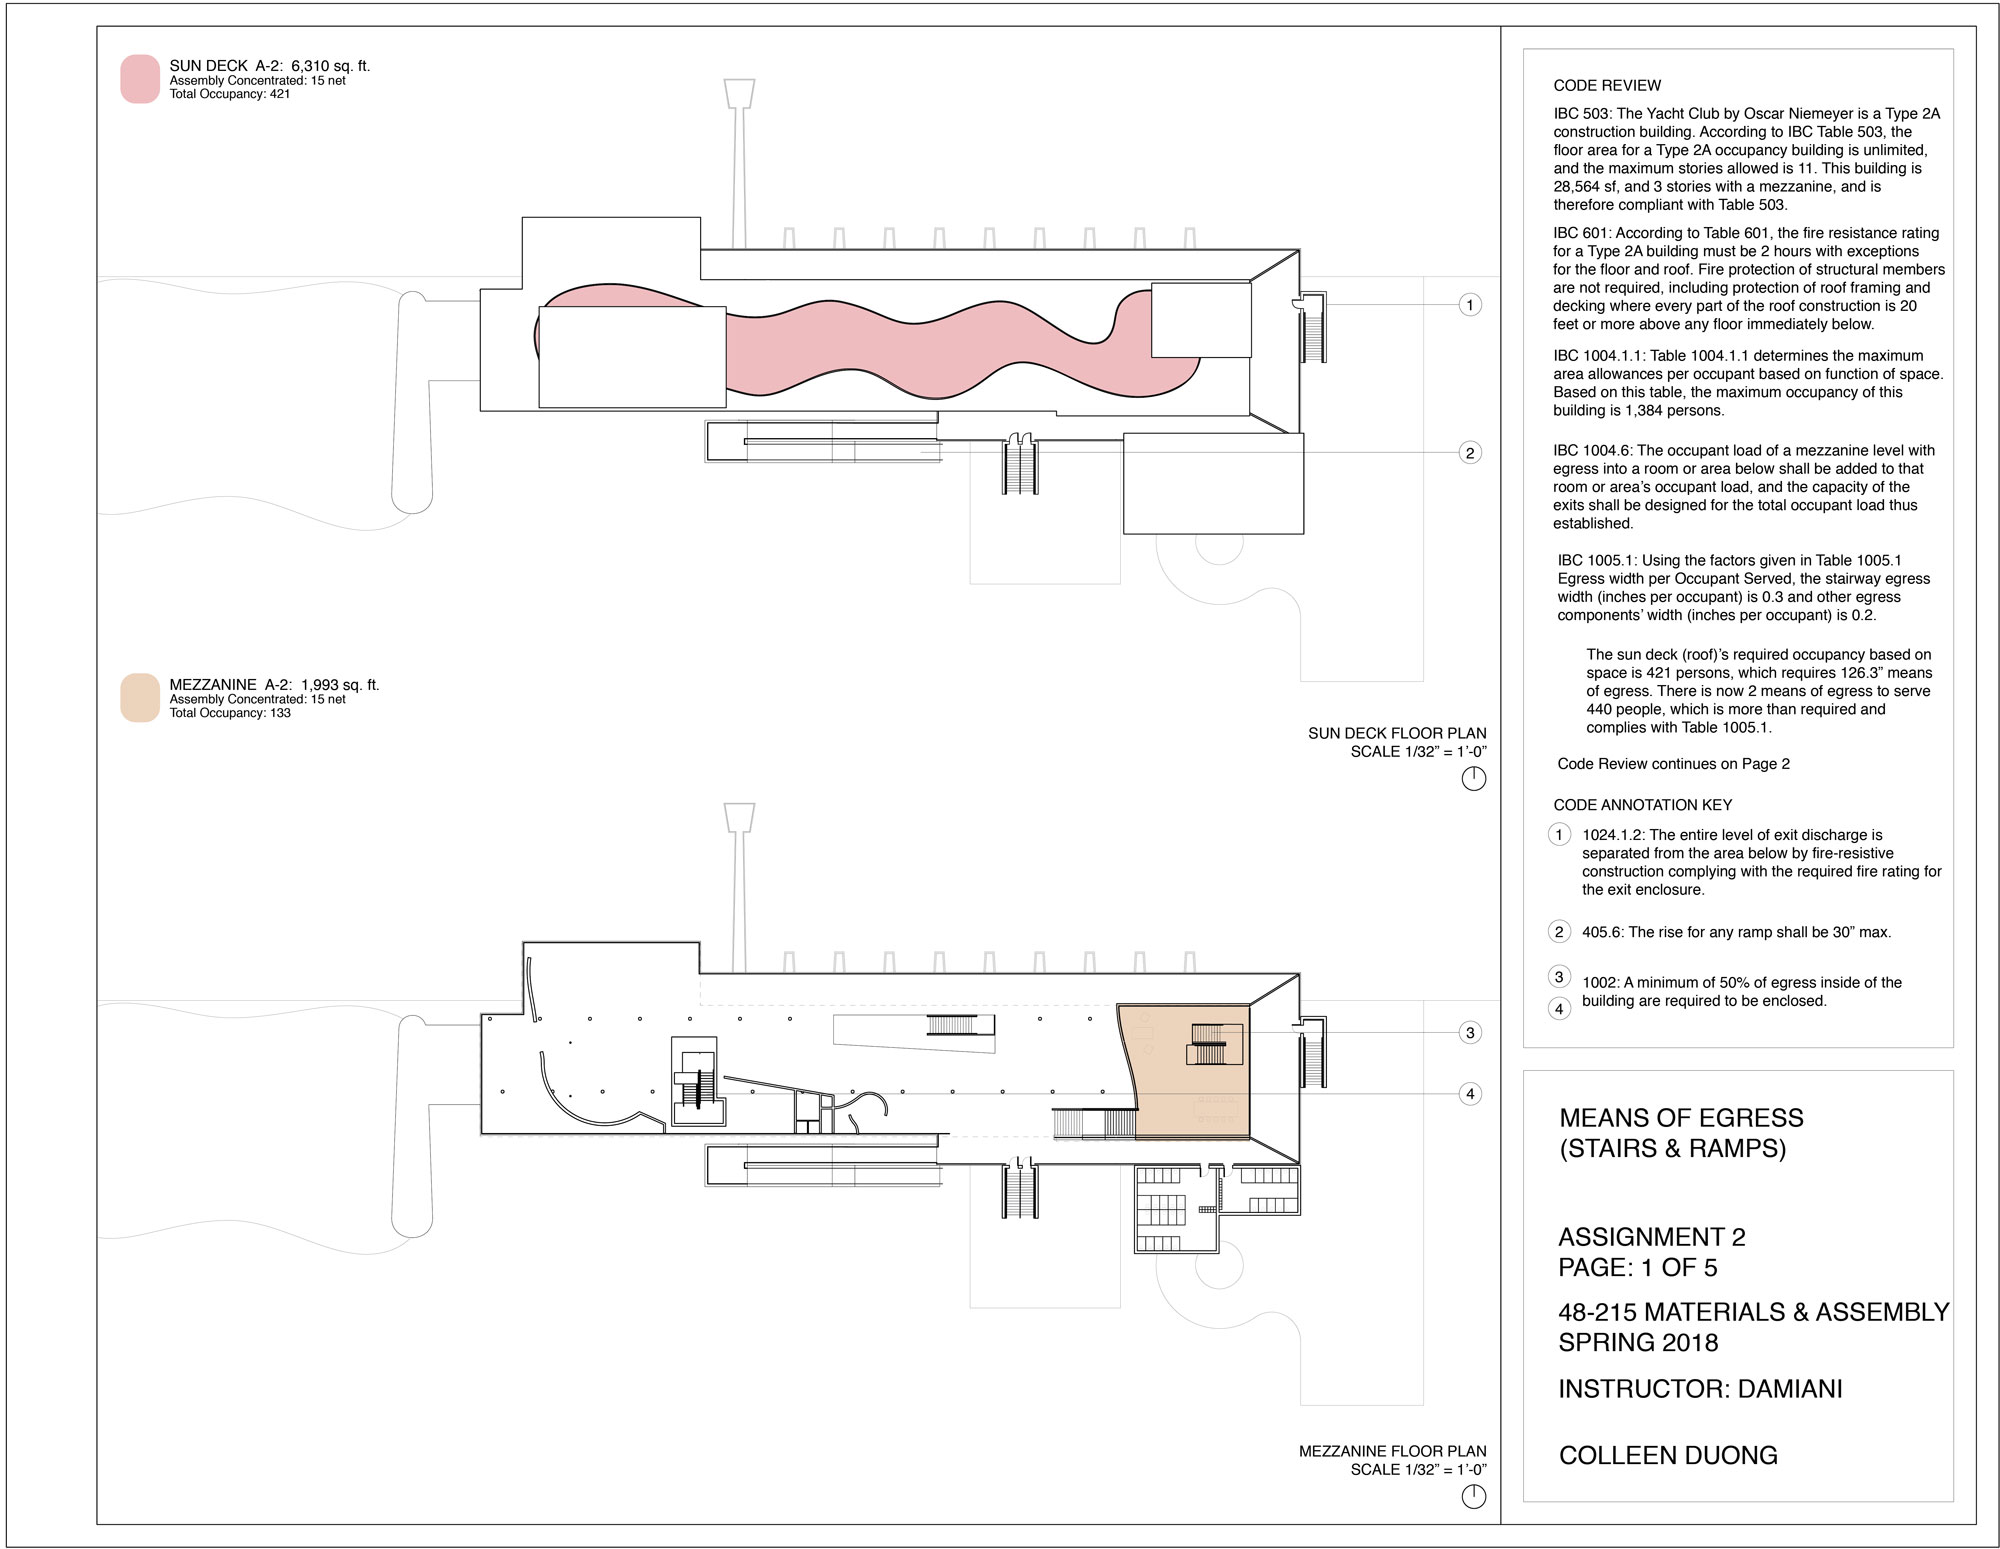 SUN DECK  A-2:  6,310 sq. ft.
Assembly Concentrated: 15 net
Total Occupancy: 421
1
2
SUN DECK FLOOR PLAN
SCALE 1/32” = 1’-0”
MEZZANINE  A-2:  1,993 sq. ft.
Assembly Concentrated: 15 net
Total Occupancy: 133
3
4
MEZZANINE FLOOR PLAN
SCALE 1/32” = 1’-0”
CODE REVIEW
IBC 503: The Yacht Club by Oscar Niemeyer is a Type 2A
construction building. According to IBC Table 503, the
floor area for a Type 2A occupancy building is unlimited,
and the maximum stories allowed is 11. This building is
28,564 sf, and 3 stories with a mezzanine, and is
therefore compliant with Table 503.
IBC 601: According to Table 601, the fire resistance rating
for a Type 2A building must be 2 hours with exceptions
for the floor and roof. Fire protection of structural members
are not required, including protection of roof framing and
decking where every part of the roof construction is 20
feet or more above any floor immediately below.
IBC 1004.1.1: Table 1004.1.1 determines the maximum
area allowances per occupant based on function of space.
Based on this table, the maximum occupancy of this
building is 1,384 persons.
IBC 1004.6: The occupant load of a mezzanine level with
egress into a room or area below shall be added to that
room or area’s occupant load, and the capacity of the
exits shall be designed for the total occupant load thus
established.
IBC 1005.1: Using the factors given in Table 1005.1
Egress width per Occupant Served, the stairway egress
width (inches per occupant) is 0.3 and other egress
components’ width (inches per occupant) is 0.2.
The sun deck (roof)’s required occupancy based on
space is 421 persons, which requires 126.3” means
of egress. There is now 2 means of egress to serve
440 people, which is more than required and
complies with Table 1005.1.
Code Review continues on Page 2
CODE ANNOTATION KEY
1 1024.1.2: The entire level of exit discharge is
separated from the area below by fire-resistive
construction complying with the required fire rating for
the exit enclosure.
2 405.6: The rise for any ramp shall be 30” max.
3 1002: A minimum of 50% of egress inside of the
4 building are required to be enclosed.
MEANS OF EGRESS
(STAIRS & RAMPS)
ASSIGNMENT 2
PAGE: 1 OF 5
48-215 MATERIALS & ASSEMBLY
SPRING 2018
INSTRUCTOR: DAMIANI
COLLEEN DUONG